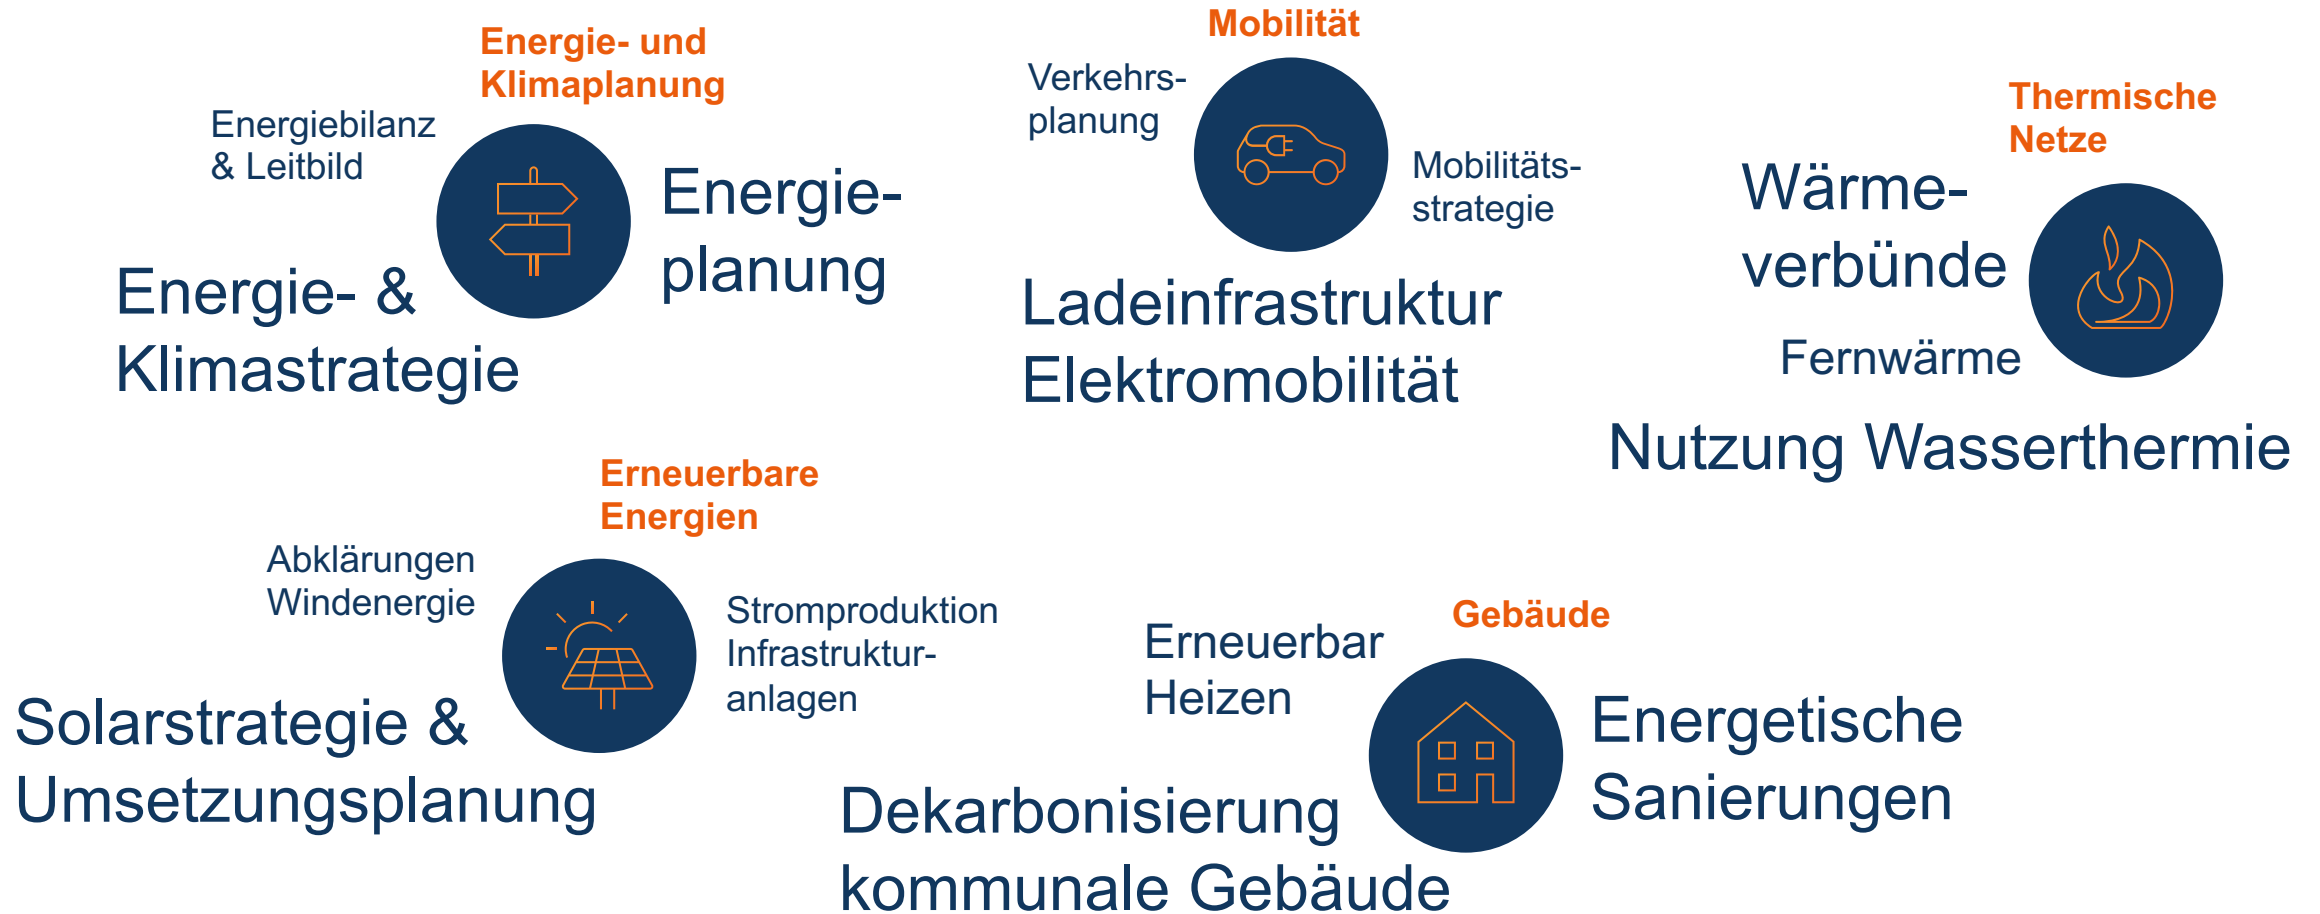 Energie- und
Klimaplanung
Energiebilanz
& Leitbild
Energie-
planung
Energie- &
Klimastrategie
Mobilität
Verkehrs-
planung
Mobilitäts-
strategie
Ladeinfrastruktur
Elektromobilität
Thermische
Netze
Wärme-
verbünde
Fernwärme
Nutzung Wasserthermie
Erneuerbare
Energien
Abklärungen
Windenergie
Stromproduktion
Infrastruktur-
anlagen
Solarstrategie &
Umsetzungsplanung
Gebäude
Erneuerbar
Heizen
Energetische
Sanierungen
Dekarbonisierung
kommunale Gebäude